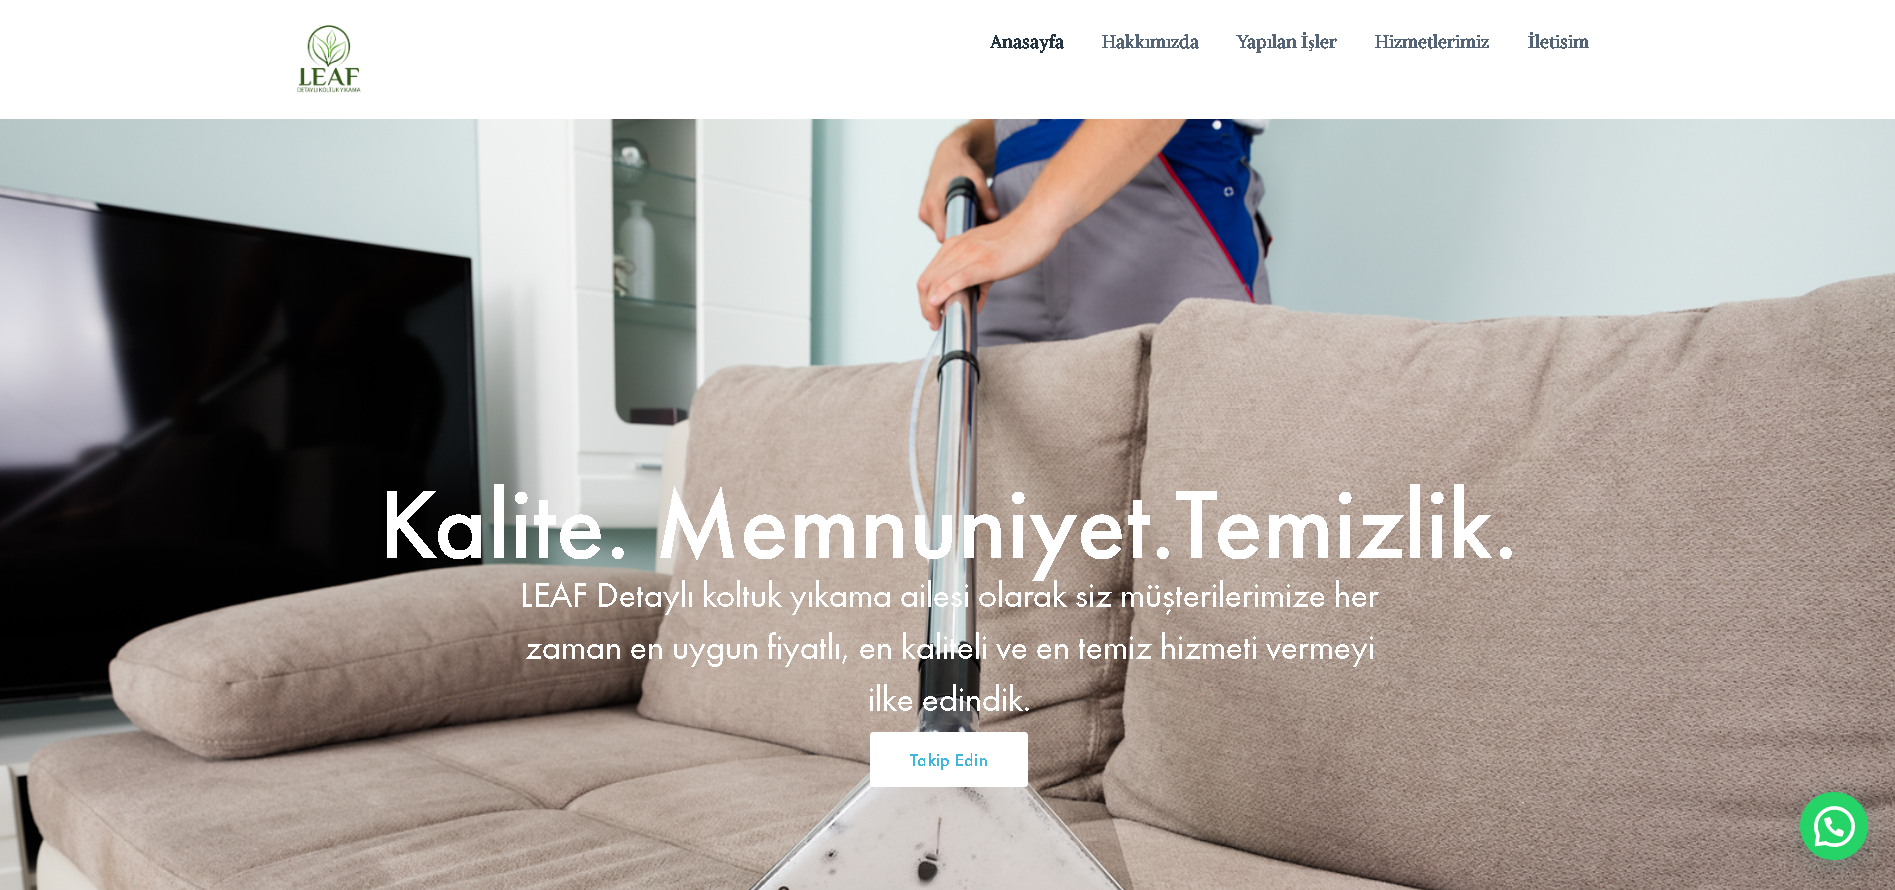 LEAF
DETAYLI KOLTUK YIKAMA
Anasayfa Hakkımızda Yapılan İşler Hizmetlerimiz İletisim
Kalite. Memnuniyet.Temizlik.
LEAF Detaylı koltuk yıkama ailesi olarak siz müşterilerimize her
zaman en uygun fiyatlı, en kaliteli ve en temiz hizmeti vermeyi
ilke edindik.
Takip Edin